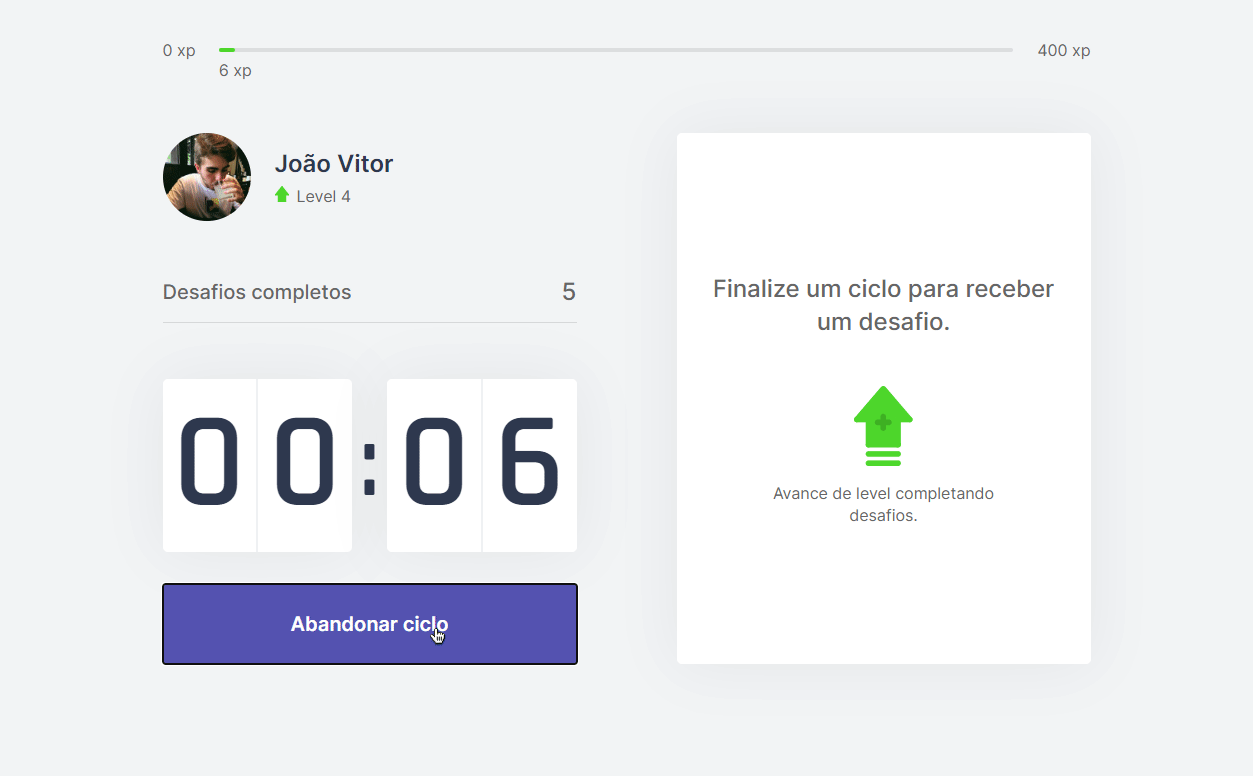 0 xp
400 xp
6 xp
João Vitor
Level 4
Desafios completos
5
00:06
Abandonar ciclo
Finalize um ciclo para receber
um desafio.
Avance de level completando
desafios.